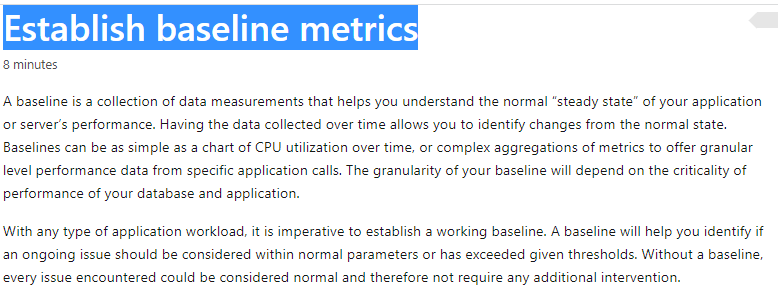 Establish baseline metrics
8 minutes
A baseline is a collection of data measurements that helps you understand the normal “steady state” of your application
or server’s performance. Having the data collected over time allows you to identify changes from the normal state.
Baselines can be as simple as a chart of CPU utilization over time, or complex aggregations of metrics to offer granular
level performance data from specific application calls. The granularity of your baseline will depend on the criticality of
performance of your database and application.
With any type of application workload, it is imperative to establish a working baseline. A baseline will help you identify if
an ongoing issue should be considered within normal parameters or has exceeded given thresholds. Without a baseline,
every issue encountered could be considered normal and therefore not require any additional intervention.